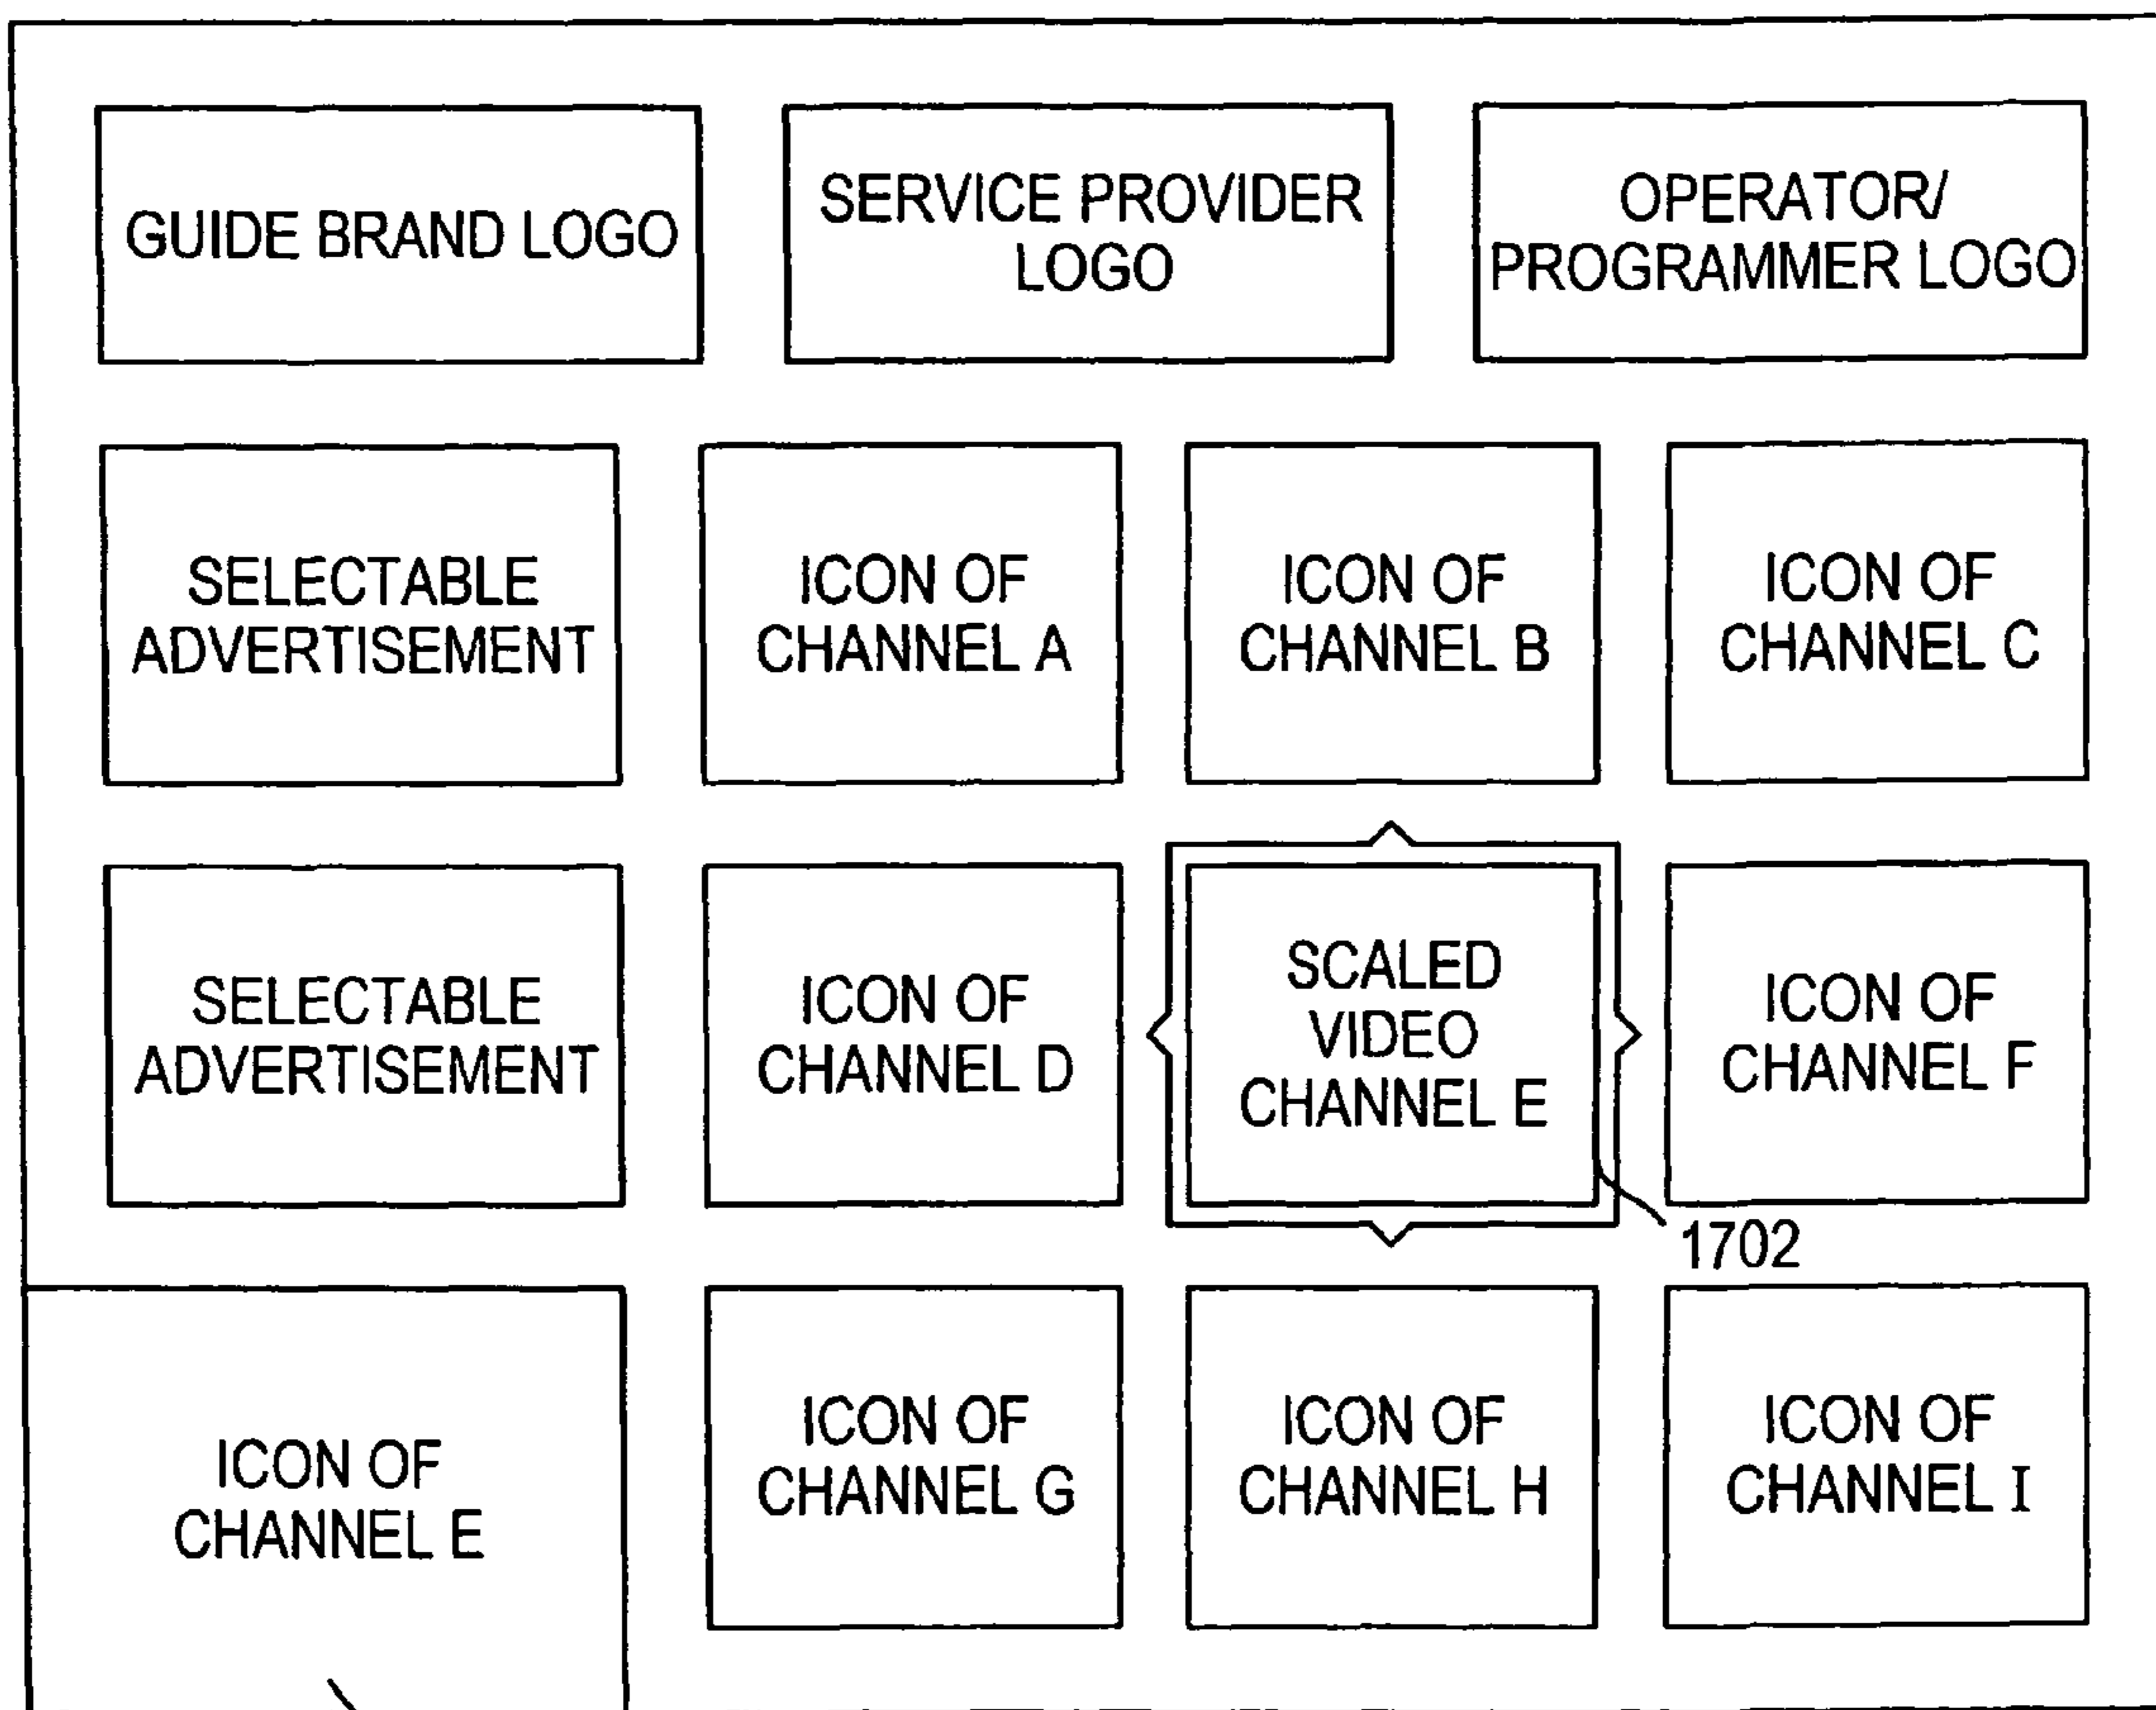 GUIDE BRAND LOGO
SERVICE PROVIDER
LOGO
OPERATOR/
PROGRAMMER LOGO
SELECTABLE
ADVERTISEMENT
ICON OF
CHANNEL A
ICON OF
CHANNEL B
ICON OF
CHANNEL C
SELECTABLE
ADVERTISEMENT
ICON OF
CHANNEL D
SCALED
VIDEO
CHANNEL E
ICON OF
CHANNEL F
1702
ICON OF
CHANNEL E
ICON OF
CHANNEL G
ICON OF
CHANNEL H
ICON OF
CHANNEL I